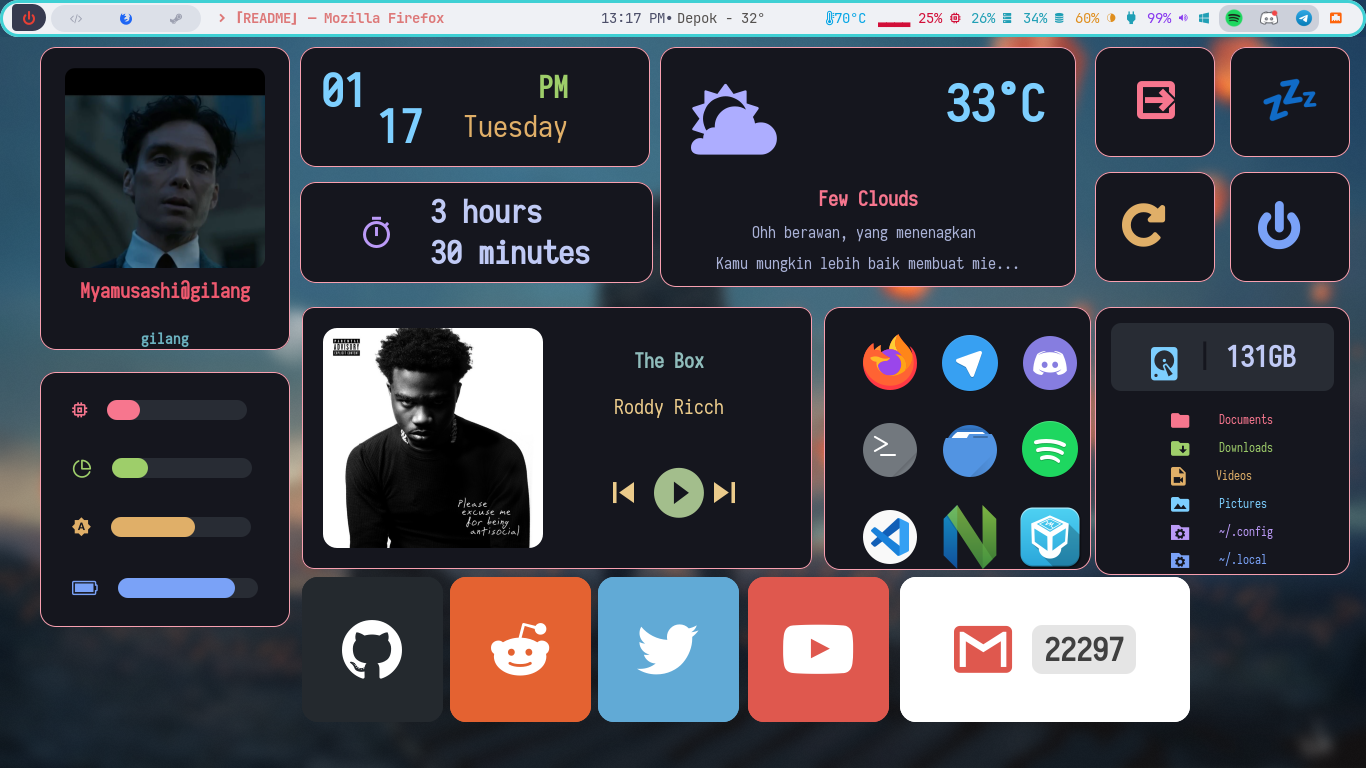 「README」 — Mozilla Firefox
13:17 PM• Depok - 32°
70°C
25%
26%
34%
60%
99%
Myamusashi@gilang
gilang
01
17
PM
Tuesday
3 hours
30 minutes
33°C
Few Clouds
Ohh berawan, yang menenagkan
Kamu mungkin lebih baik membuat mie...
zzz
A
PARENTAL
ADVISORY
EXPLICIT CONTENT
Please
excuse me
for being
antisocial
The Box
Roddy Ricch
131GB
Documents
Downloads
Videos
Pictures
~/.config
~/.local
22297